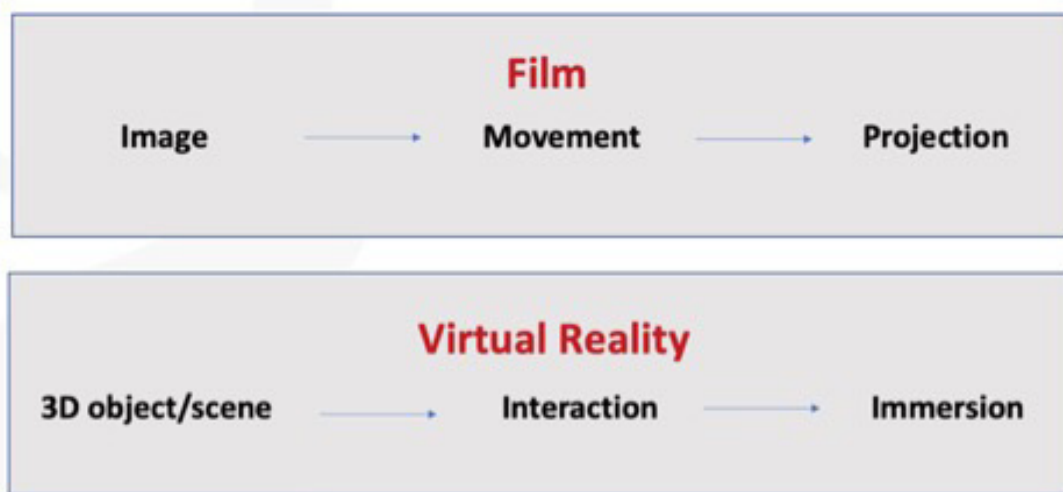 Film
Image Movement Projection
Virtual Reality
3D object/scene Interaction Immersion